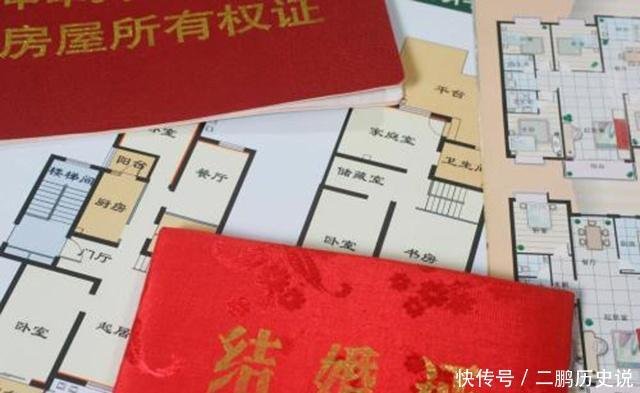 房屋所有权证
平台
家庭室
卫生间
阳台
餐厅
储藏室
楼梯间
厨房
卧室
书房
门厅
卧室
起居
结婚
快传号 / 二鹏历史说